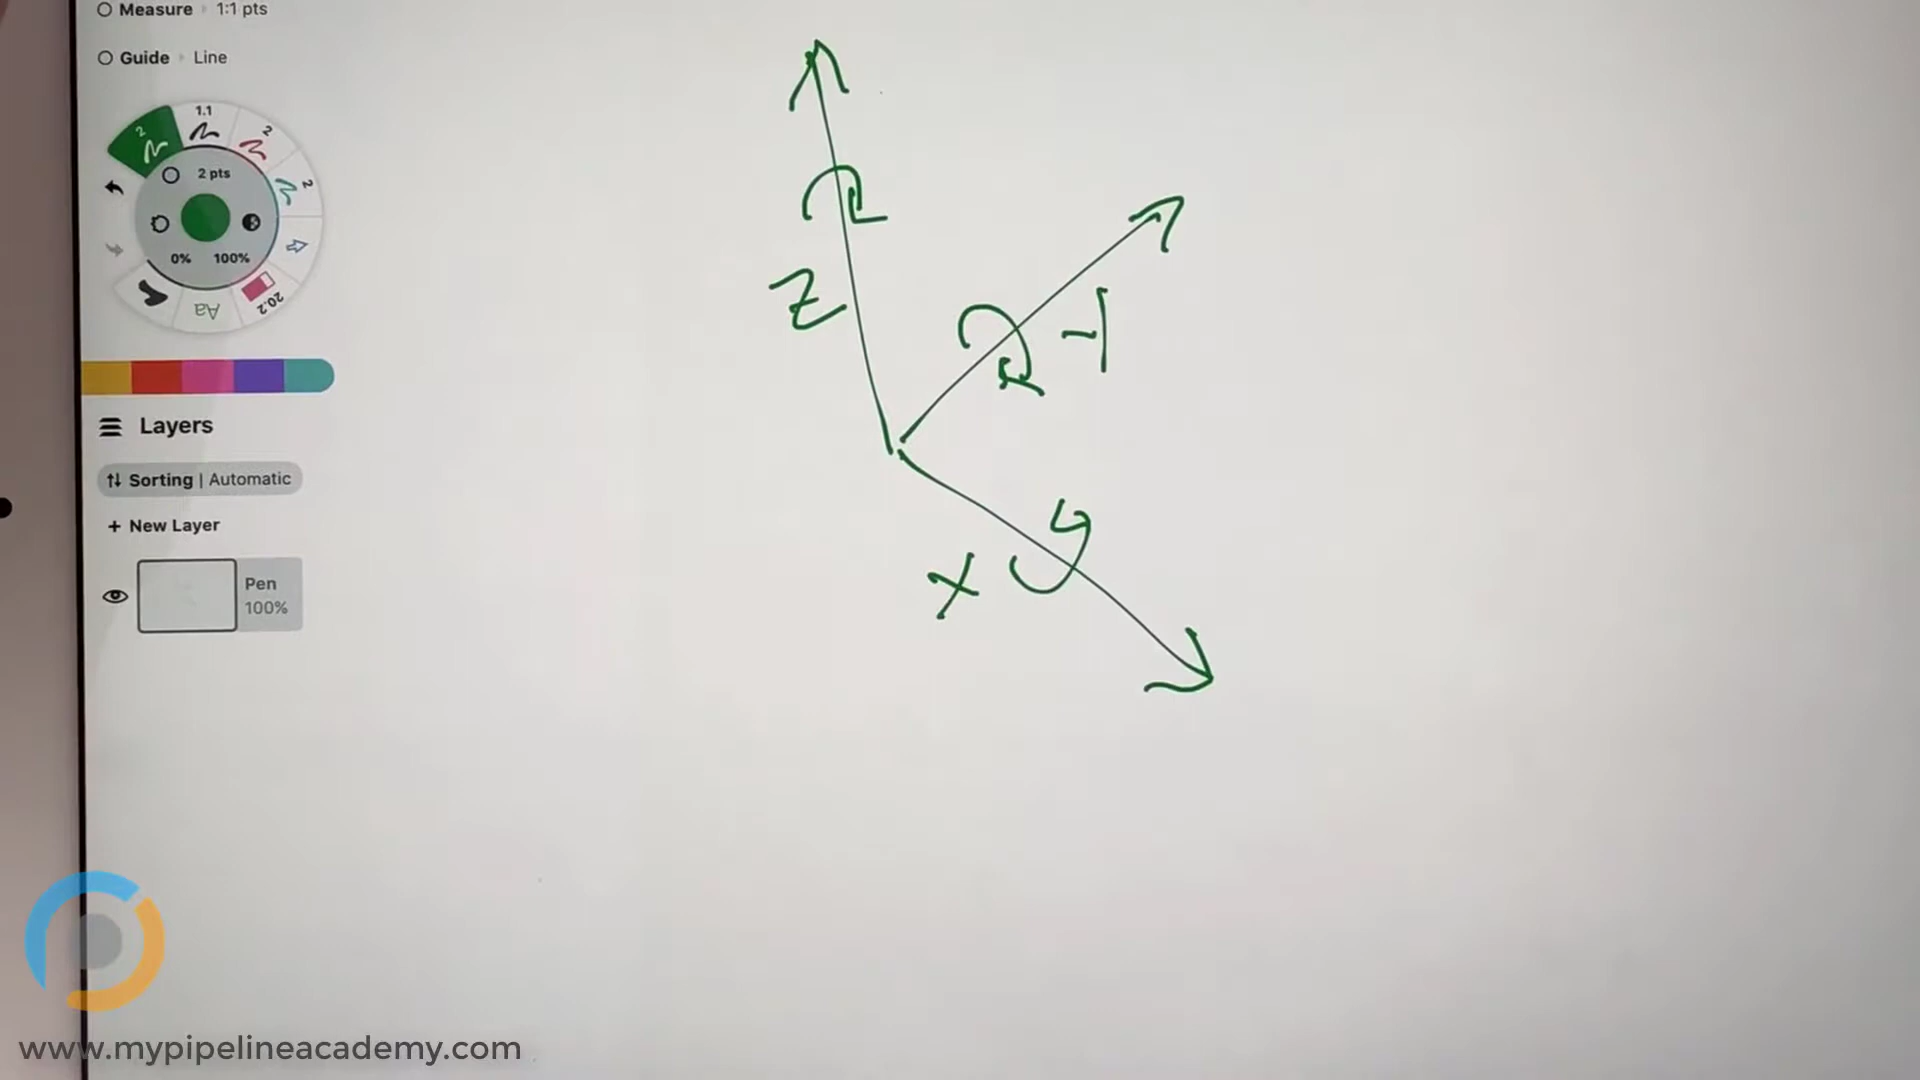 Measure 1:1 pts
Guide Line
1.1
2
2
2
2 pts
0% 100%
20.2
Aa
Layers
Sorting | Automatic
+ New Layer
Pen
100%
Z
X
www.mypipelineacademy.com